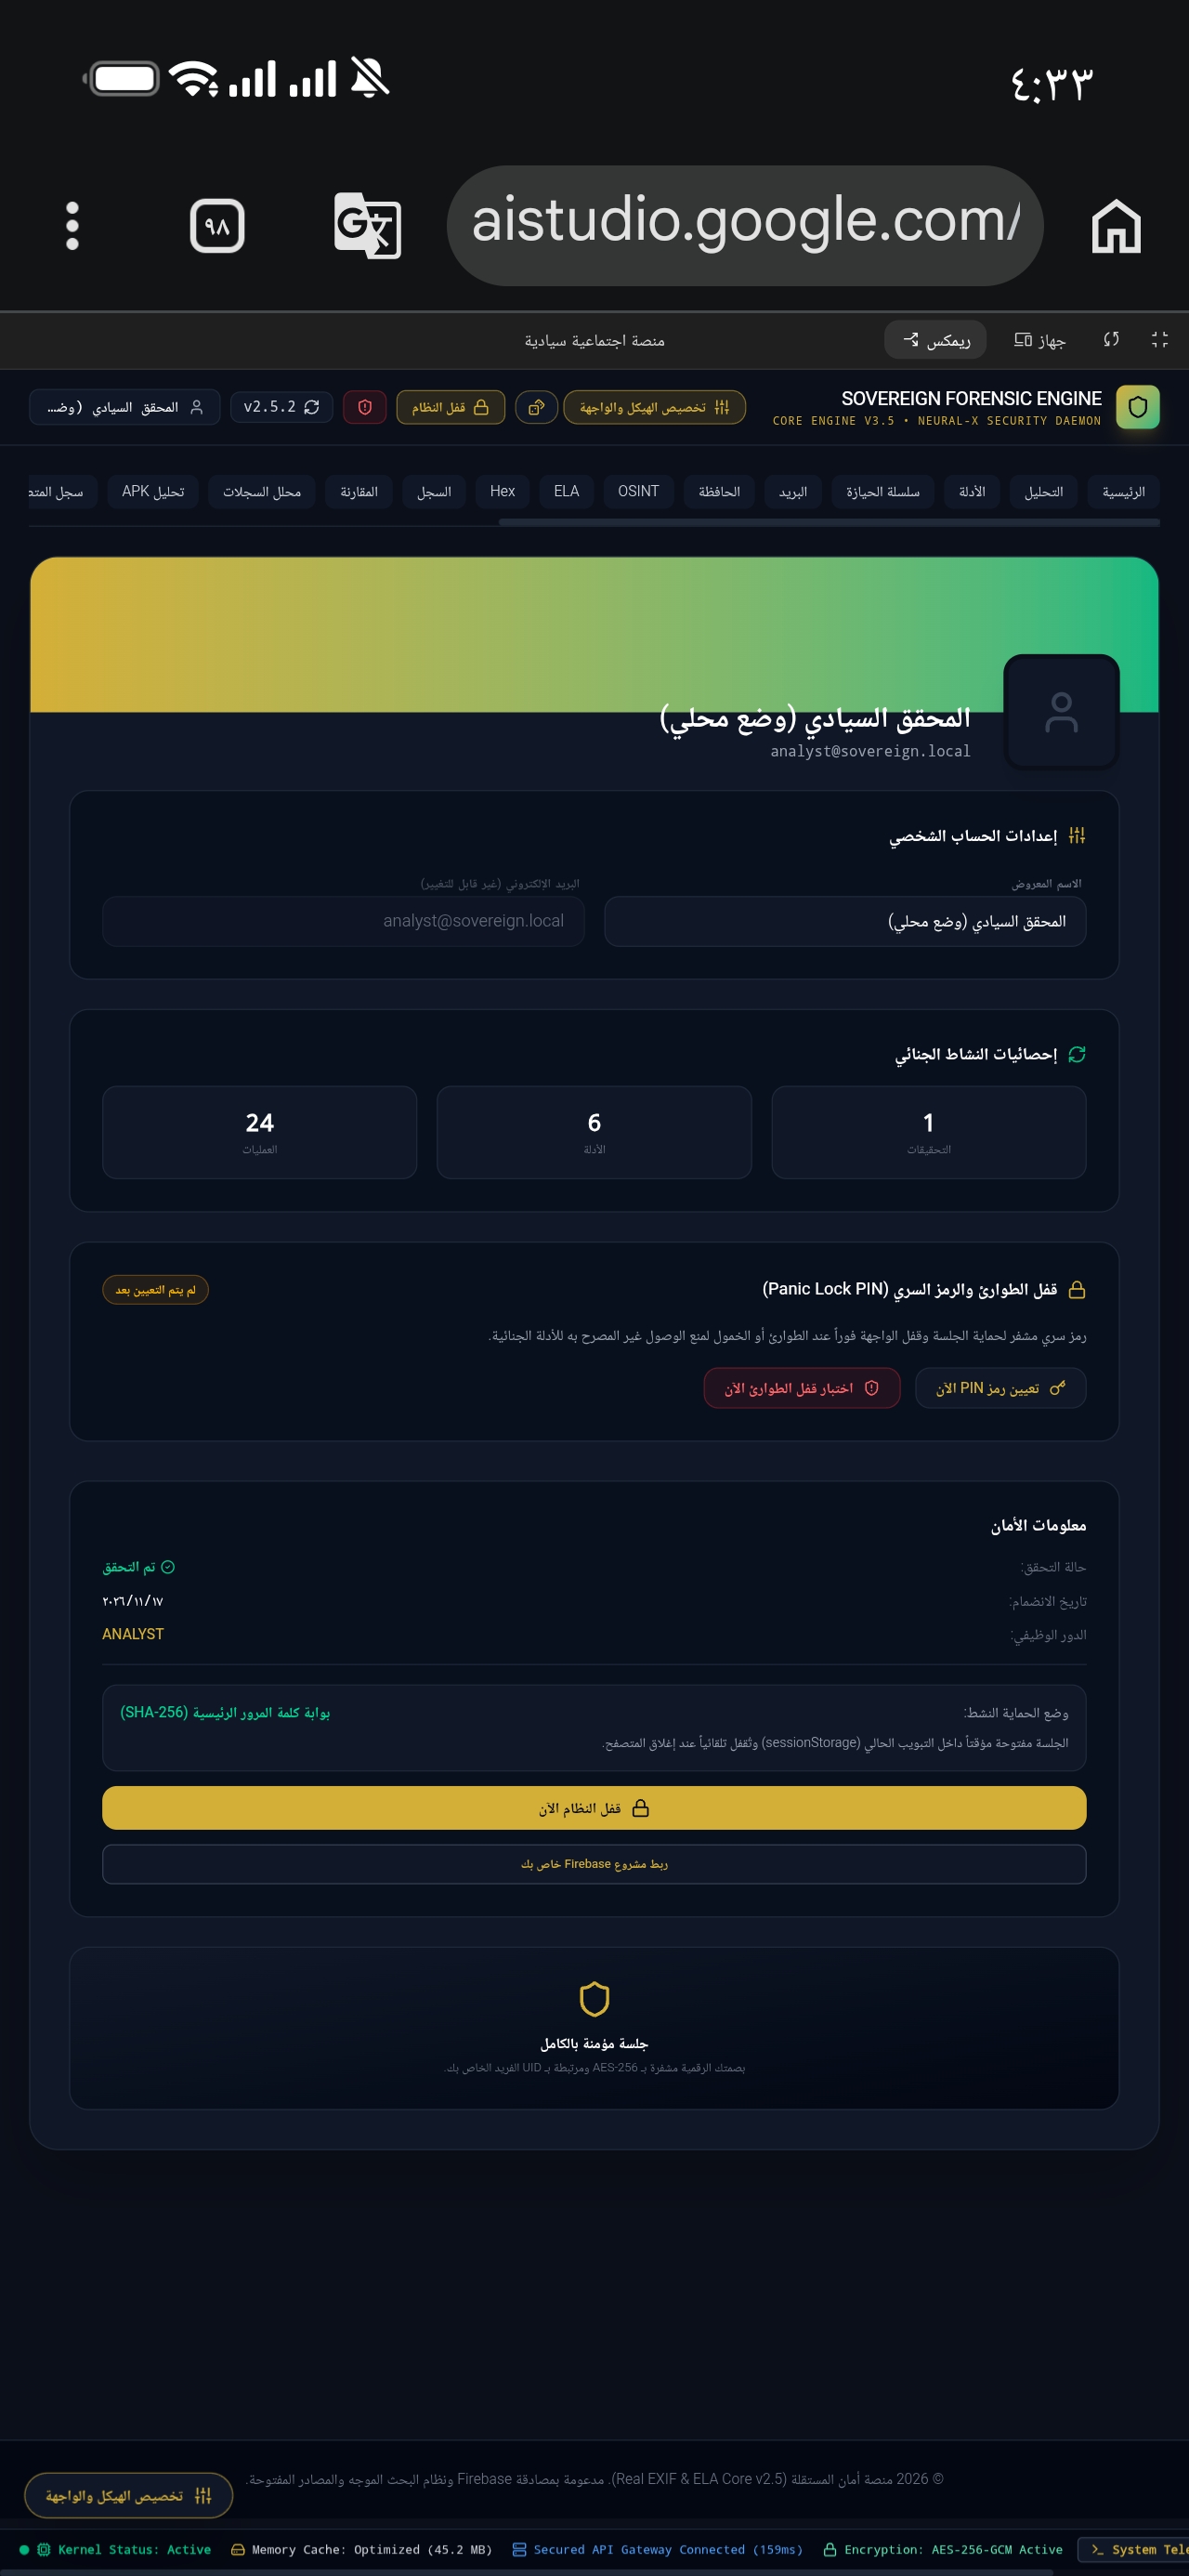 ٤:٣٣
aistudio.google.com/
٩٨
جهاز
ريمكس
منصة اجتماعية سيادية
SOVEREIGN FORENSIC ENGINE
CORE ENGINE V3.5 • NEURAL-X SECURITY DAEMON
تخصيص الهيكل والواجهة
قفل النظام
v2.5.2
المحقق السيادي (وض...
الرئيسية
التحليل
الأدلة
سلسلة الحيازة
البريد
الحافظة
OSINT
ELA
Hex
السجل
المقارنة
محلل السجلات
تحليل APK
سجل المتص
المحقق السيادي (وضع محلي)
analyst@sovereign.local
إعدادات الحساب الشخصي
الاسم المعروض
البريد الإلكتروني (غير قابل للتغيير)
المحقق السيادي (وضع محلي)
analyst@sovereign.local
إحصائيات النشاط الجنائي
1
6
24
التحقيقات
الأدلة
العمليات
قفل الطوارئ والرمز السري (Panic Lock PIN)
لم يتم التعيين بعد
رمز سري مشفر لحماية الجلسة وقفل الواجهة فوراً عند الطوارئ أو الخمول لمنع الوصول غير المصرح به للأدلة الجنائية.
تعيين رمز PIN الآن
اختبار قفل الطوارئ الآن
معلومات الأمان
حالة التحقق:
تم التحقق
تاريخ الانضمام:
٢٠٢٦/١١/١٧
الدور الوظيفي:
ANALYST
وضع الحماية النشط:
بوابة كلمة المرور الرئيسية (SHA-256)
الجلسة مفتوحة مؤقتاً داخل التبويب الحالي (sessionStorage) وتُقفل تلقائياً عند إغلاق المتصفح.
قفل النظام الآن
ربط مشروع Firebase خاص بك
جلسة مؤمنة بالكامل
بصمتك الرقمية مشفرة بـ AES-256 ومرتبطة بـ UID الفريد الخاص بك.
© 2026 منصة أمان المستقلة (Real EXIF & ELA Core v2.5). مدعومة بمصادقة Firebase ونظام البحث الموجه والمصادر المفتوحة.
تخصيص الهيكل والواجهة
Kernel Status: Active
Memory Cache: Optimized (45.2 MB)
Secured API Gateway Connected (159ms)
Encryption: AES-256-GCM Active
System Tele